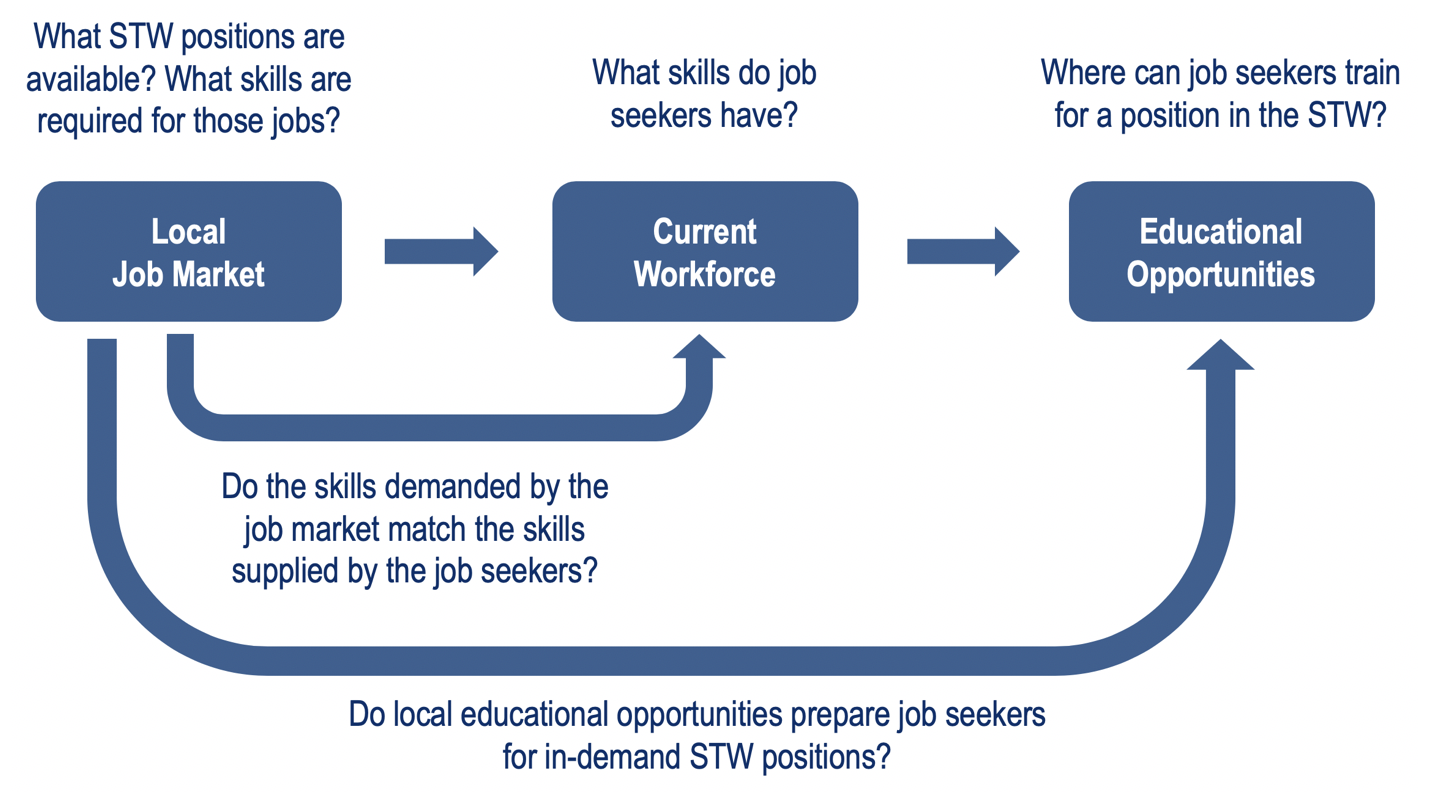 What STW positions are
available? What skills are
required for those jobs?
What skills do job
seekers have?
Where can job seekers train
for a position in the STW?
Local
Job Market
Current
Workforce
Educational
Opportunities
Do the skills demanded by the
job market match the skills
supplied by the job seekers?
Do local educational opportunities prepare job seekers
for in-demand STW positions?